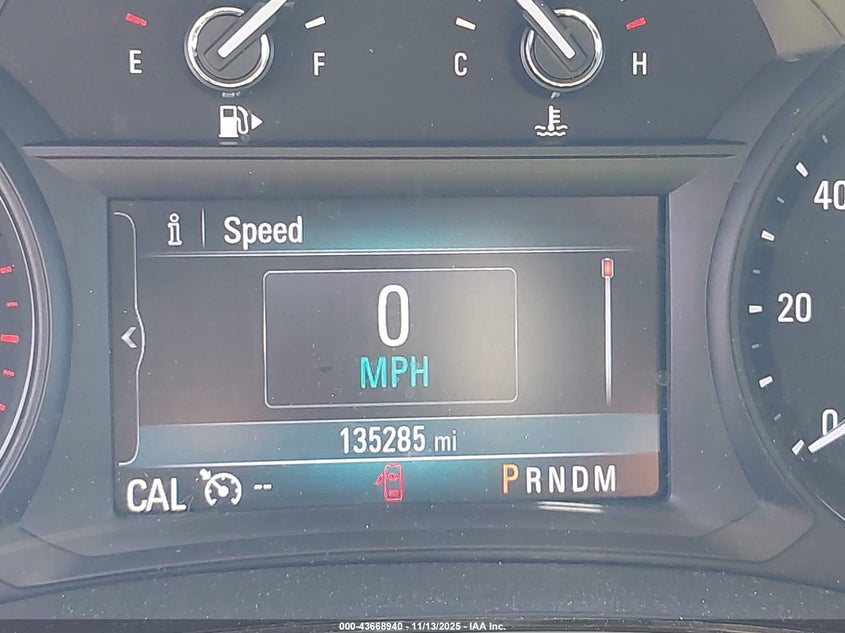 E F C H
40
i Speed
0
20
MPH
135285 mi
0
CAL -- PRNDM
000-43668940 - 11/13/2025 - IAA Inc.